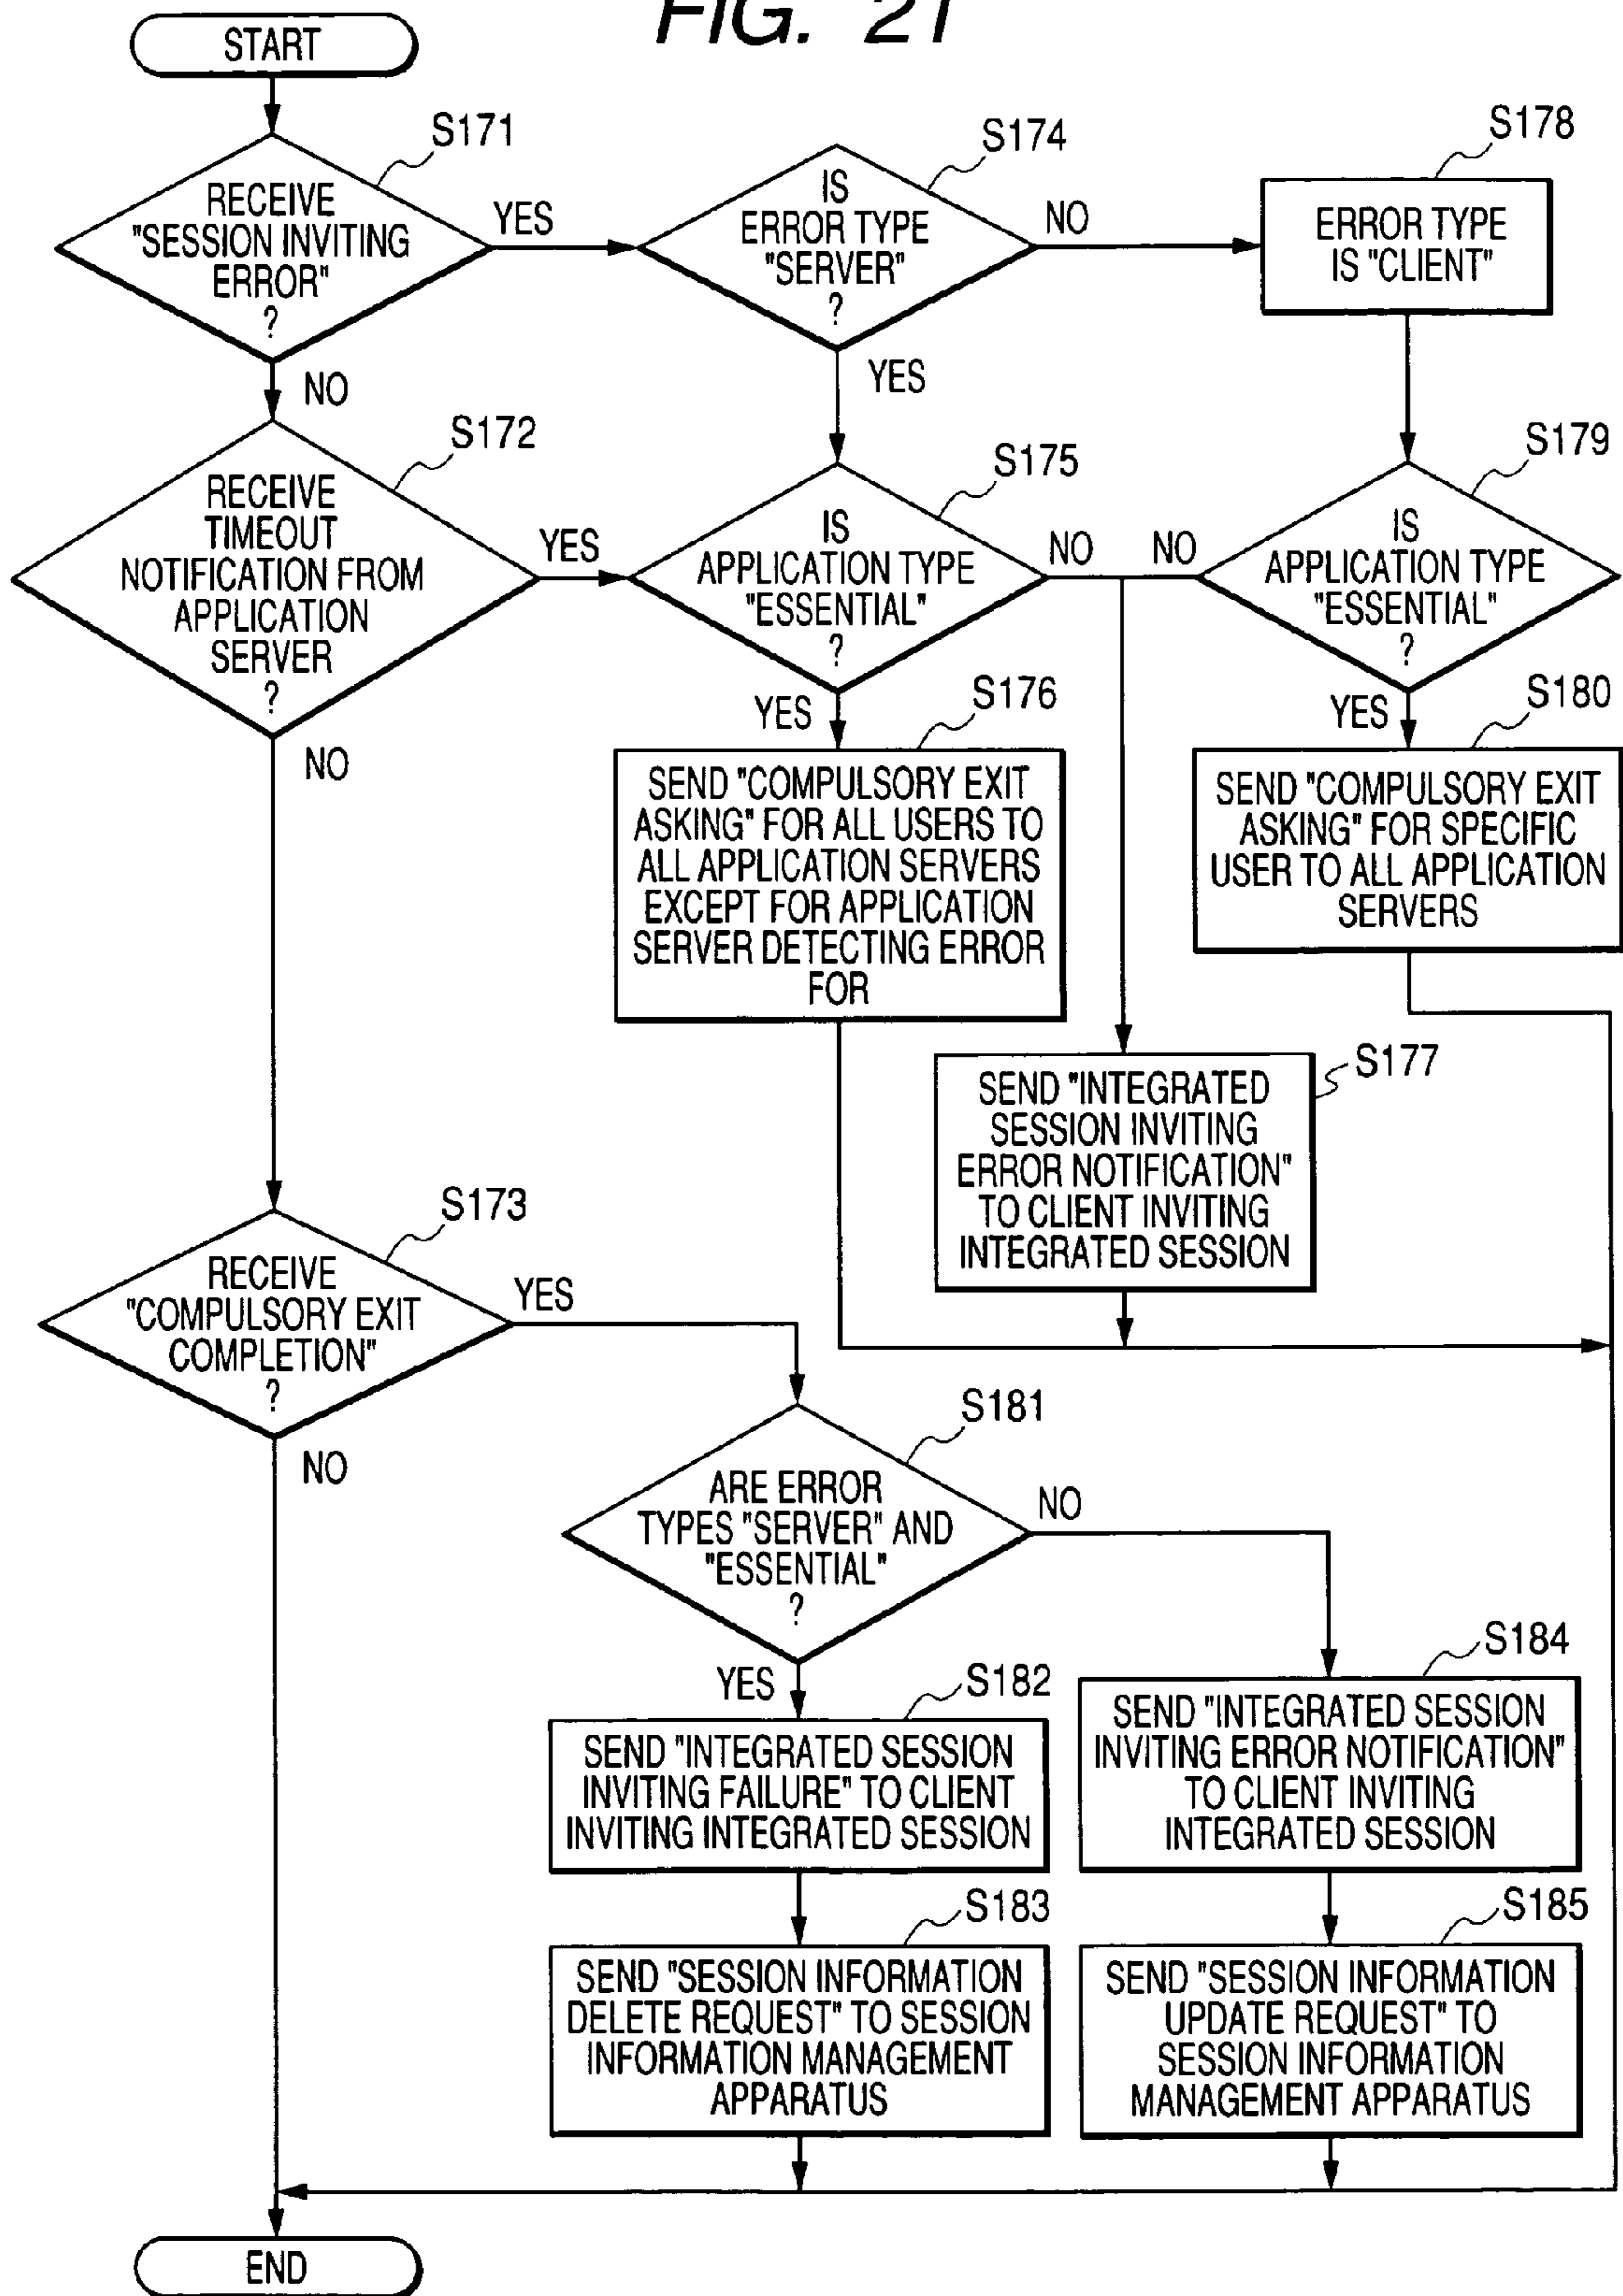 FIG. 21
START
S171
RECEIVE
"SESSION INVITING
ERROR"
?
YES
NO
S174
IS
ERROR TYPE
"SERVER"
?
NO
YES
S178
ERROR TYPE
IS "CLIENT"
S172
RECEIVE
TIMEOUT
NOTIFICATION FROM
APPLICATION
SERVER
?
YES
NO
S175
IS
APPLICATION TYPE
"ESSENTIAL"
?
NO
YES
S179
NO
IS
APPLICATION TYPE
"ESSENTIAL"
?
YES
S176
SEND "COMPULSORY EXIT
ASKING" FOR ALL USERS TO
ALL APPLICATION SERVERS
EXCEPT FOR APPLICATION
SERVER DETECTING ERROR
FOR
S180
SEND "COMPULSORY EXIT
ASKING" FOR SPECIFIC
USER TO ALL APPLICATION
SERVERS
S177
SEND "INTEGRATED
SESSION INVITING
ERROR NOTIFICATION"
TO CLIENT INVITING
INTEGRATED SESSION
S173
RECEIVE
"COMPULSORY EXIT
COMPLETION"
?
YES
NO
S181
ARE ERROR
TYPES "SERVER" AND
"ESSENTIAL"
?
NO
YES
S182
SEND "INTEGRATED SESSION
INVITING FAILURE" TO CLIENT
INVITING INTEGRATED SESSION
S184
SEND "INTEGRATED SESSION
INVITING ERROR NOTIFICATION"
TO CLIENT INVITING
INTEGRATED SESSION
S183
SEND "SESSION INFORMATION
DELETE REQUEST" TO SESSION
INFORMATION MANAGEMENT
APPARATUS
S185
SEND "SESSION INFORMATION
UPDATE REQUEST" TO
SESSION INFORMATION
MANAGEMENT APPARATUS
END